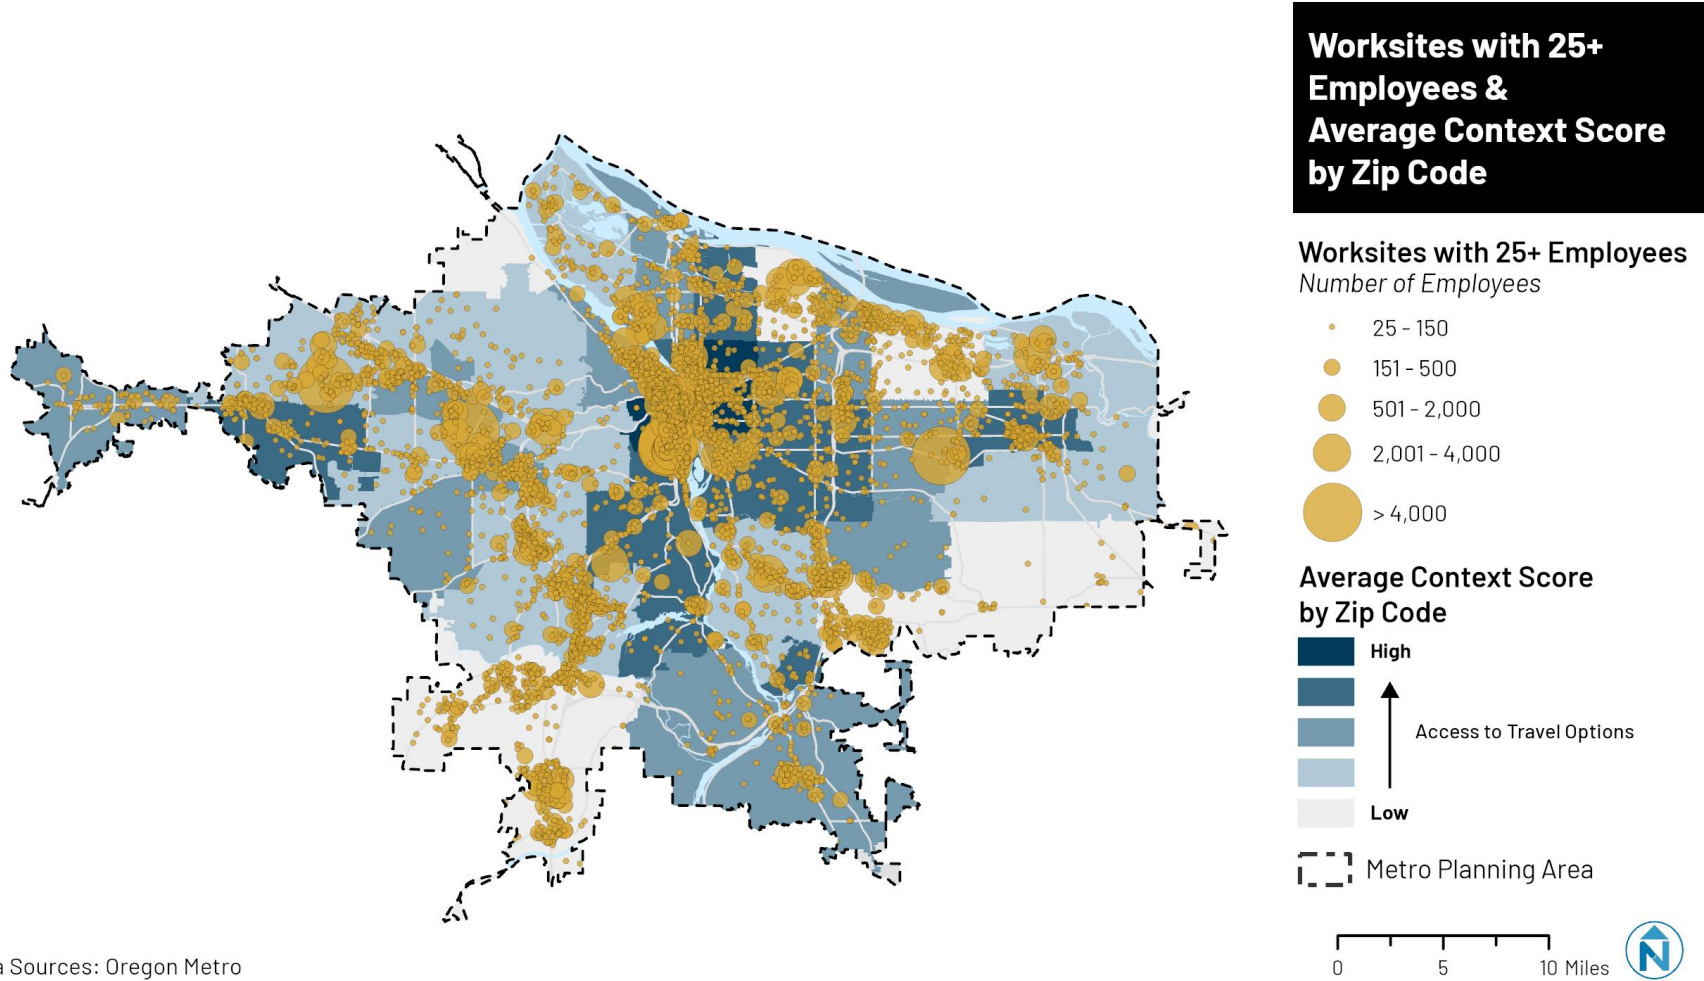 Worksites with 25+
Employees &
Average Context Score
by Zip Code
Worksites with 25+ Employees
Number of Employees
25 - 150
151 - 500
501 - 2,000
2,001 - 4,000
> 4,000
Average Context Score
by Zip Code
High
Access to Travel Options
Low
Metro Planning Area
0 5 10 Miles
N
a Sources: Oregon Metro